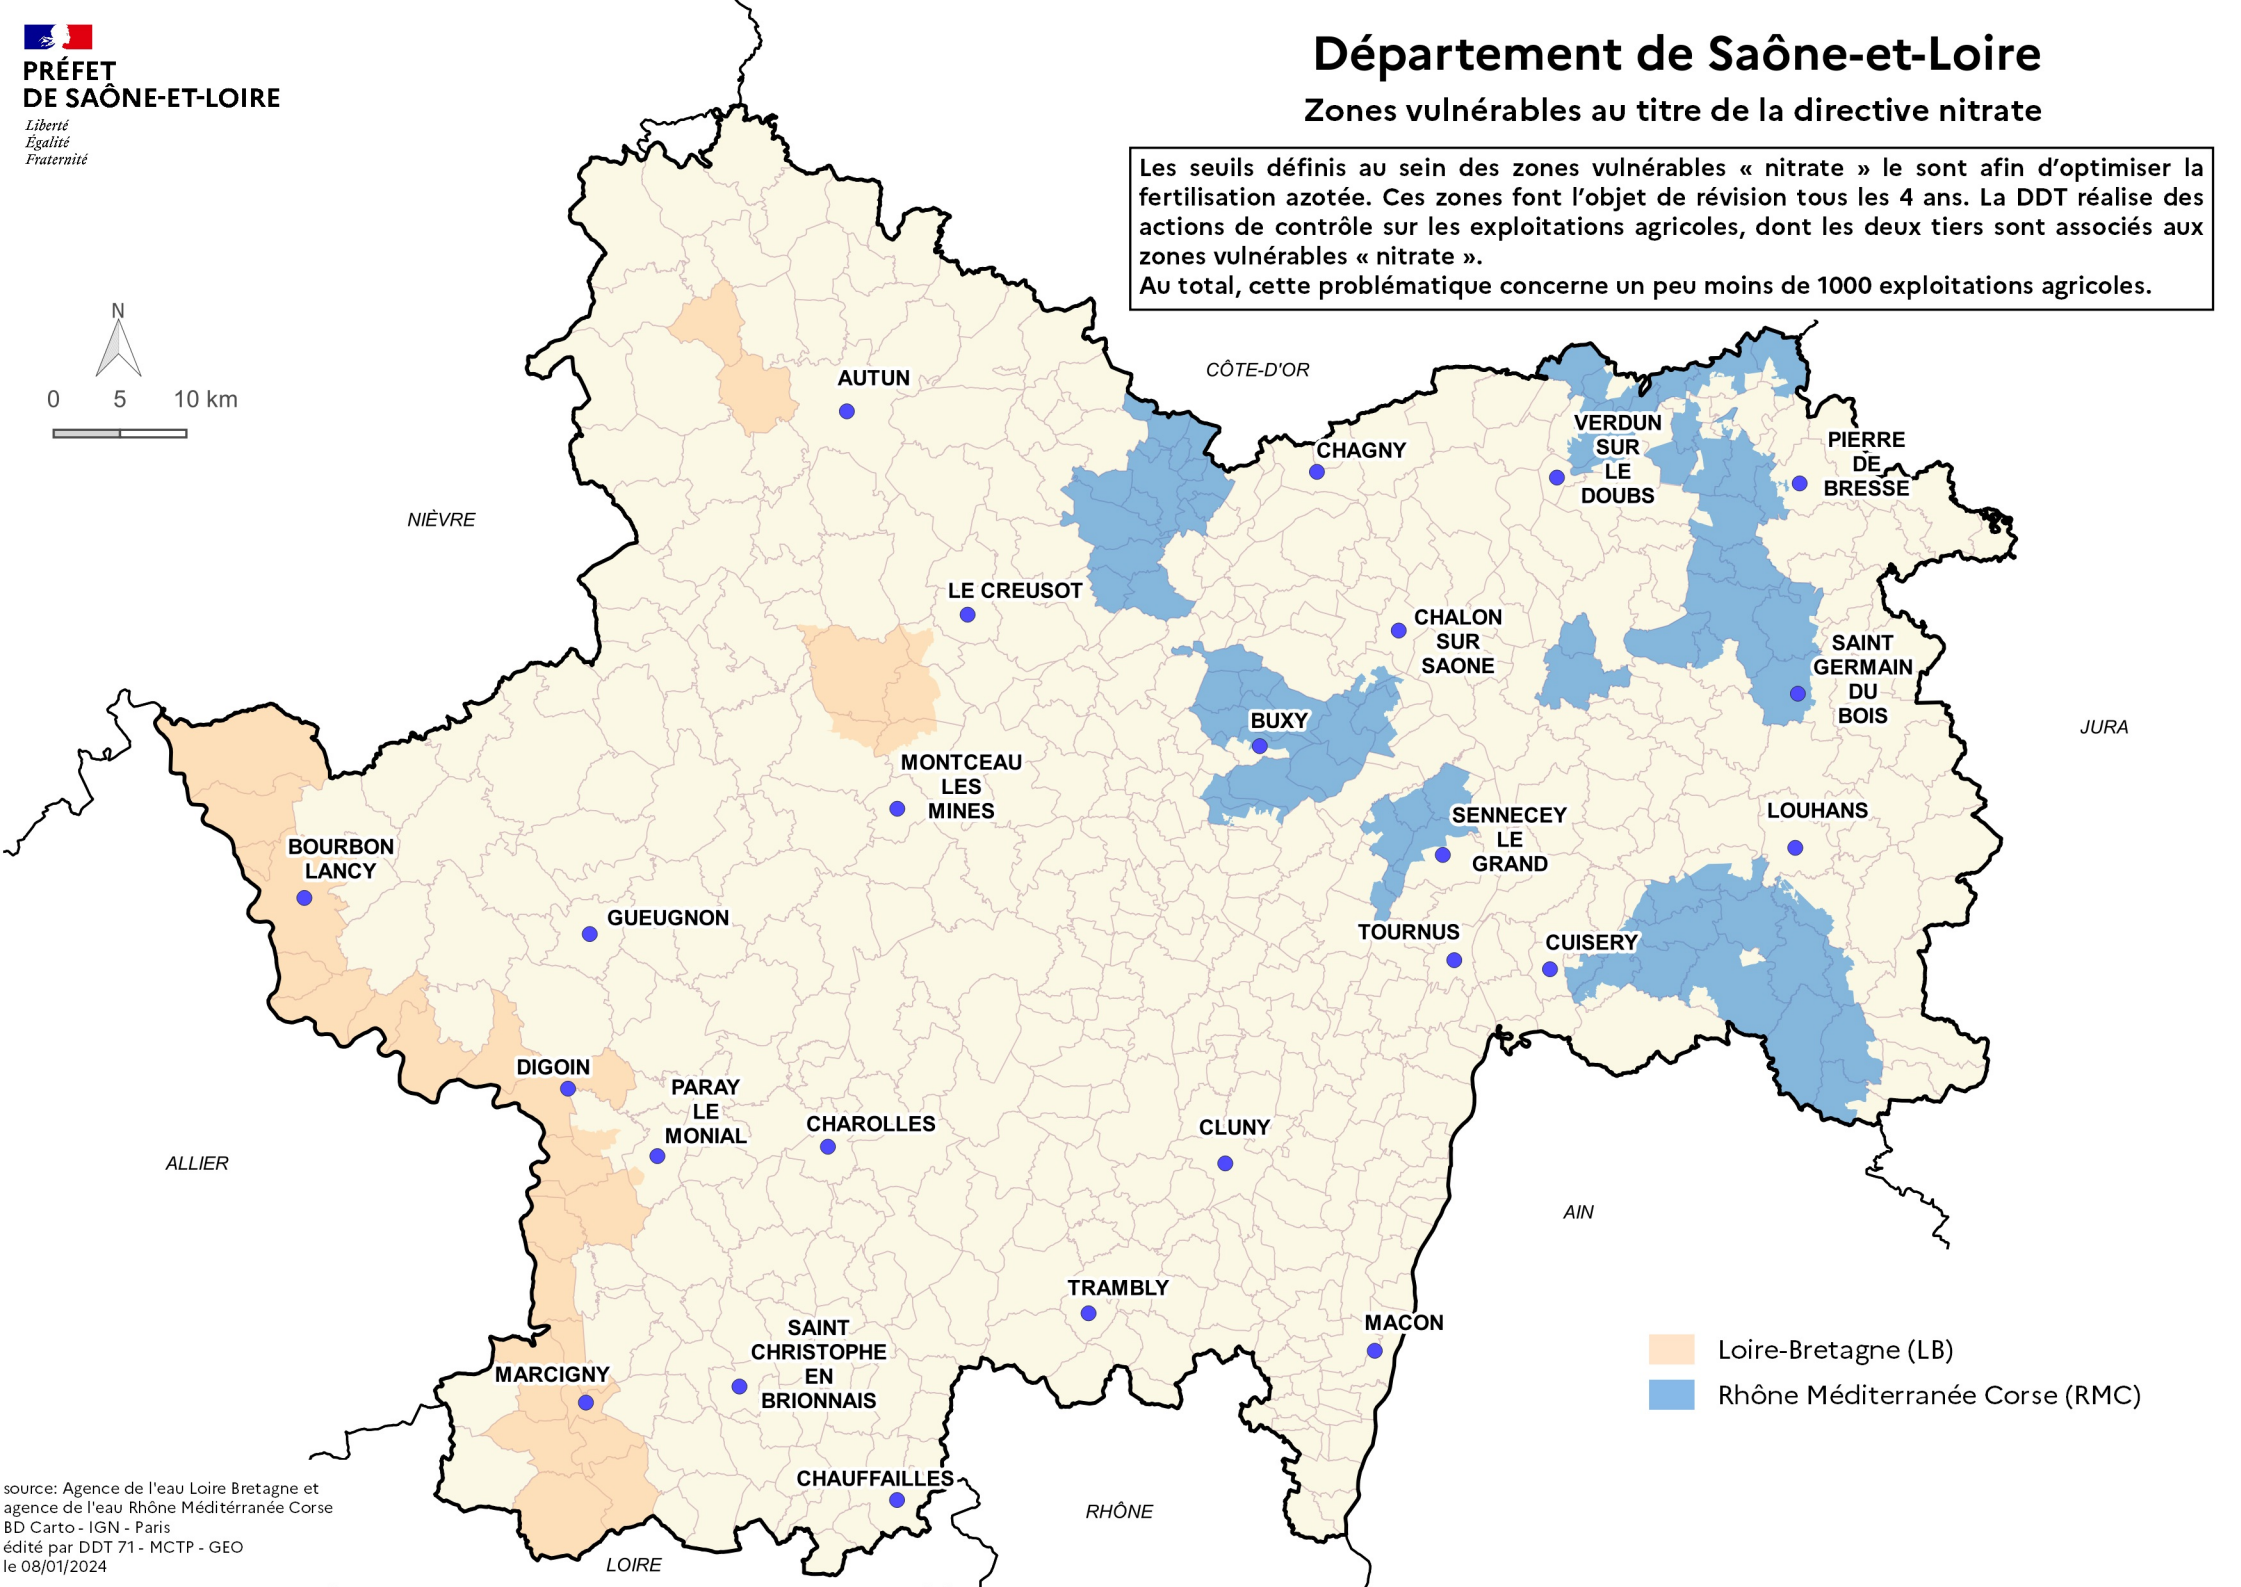 PRÉFET
DE SAÔNE-ET-LOIRE
Liberté
Égalité
Fraternité
Département de Saône-et-Loire
Zones vulnérables au titre de la directive nitrate
Les seuils définis au sein des zones vulnérables « nitrate » le sont afin d'optimiser la
fertilisation azotée. Ces zones font l'objet de révision tous les 4 ans. La DDT réalise des
actions de contrôle sur les exploitations agricoles, dont les deux tiers sont associés aux
zones vulnérables « nitrate ».
Au total, cette problématique concerne un peu moins de 1000 exploitations agricoles.
N
0 5 10 km
CÔTE-D'OR
AUTUN
CHAGNY
VERDUN
SUR
LE
DOUBS
PIERRE
DE
BRESSE
NIÈVRE
LE CREUSOT
CHALON
SUR
SAONE
SAINT
GERMAIN
DU
BOIS
BUXY
JURA
MONTCEAU
LES
MINES
SENNECEY
LE
GRAND
LOUHANS
BOURBON
LANCY
GUEUGNON
TOURNUS
CUISERY
DIGOIN
PARAY
LE
MONIAL
CHAROLLES
CLUNY
ALLIER
AIN
TRAMBLY
MACON
SAINT
CHRISTOPHE
EN
BRIONNAIS
MARCIGNY
CHAUFFAILLES
RHÔNE
LOIRE
Loire-Bretagne (LB)
Rhône Méditerranée Corse (RMC)
source: Agence de l'eau Loire Bretagne et
agence de l'eau Rhône Méditérranée Corse
BD Carto - IGN - Paris
édité par DDT 71 - MCTP - GEO
le 08/01/2024